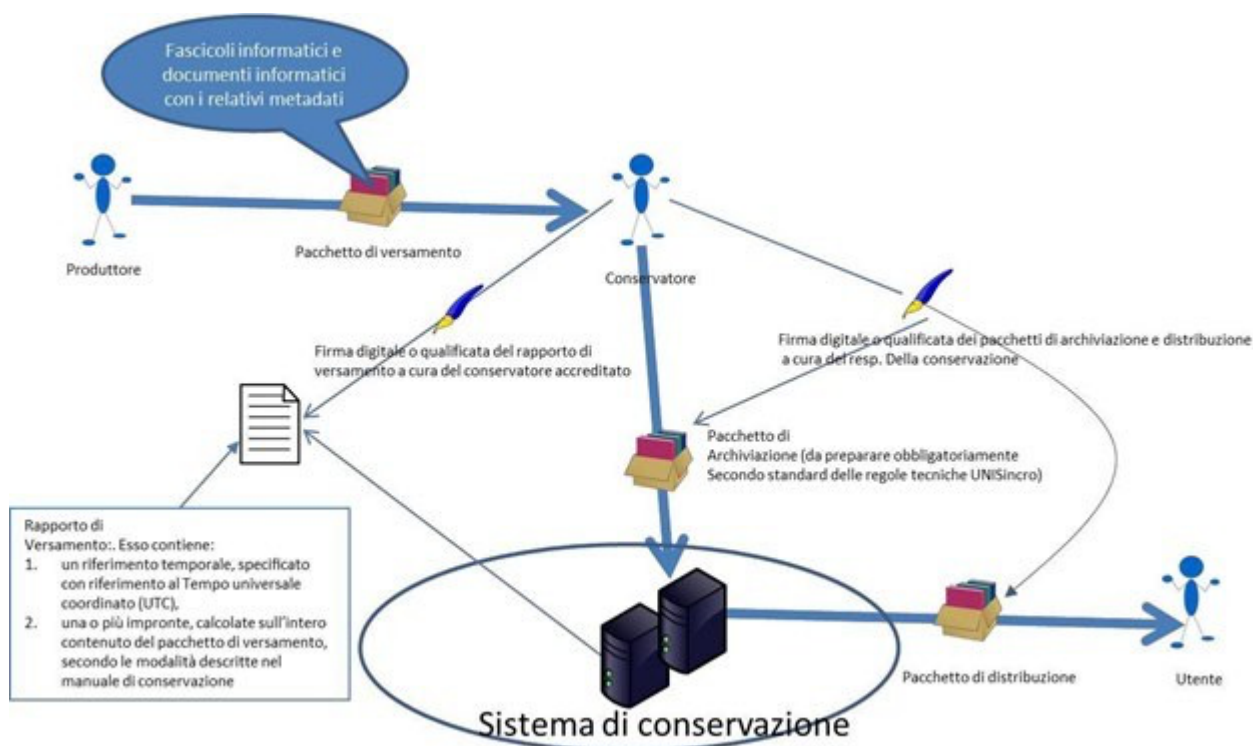 Fascicoli informatici e
documenti informatici
con i relativi metadati
Pacchetto di versamento
Produttore
Conservatore
Firma digitale o qualificata del rapporto di
versamento a cura del conservatore accreditato
Firma digitale o qualificata dei pacchetti di archiviazione e distribuzione
a cura del resp. Della conservazione
Pacchetto di
Archiviazione (da preparare obbligatoriamente
Secondo standard delle regole tecniche UNISincro)
Rapporto di
Versamento:. Esso contiene:
1. un riferimento temporale, specificato
con riferimento al Tempo universale
coordinato (UTC),
2. una o più impronte, calcolate sull'intero
contenuto del pacchetto di versamento,
secondo le modalità descritte nel
manuale di conservazione
Pacchetto di distribuzione
Utente
Sistema di conservazione